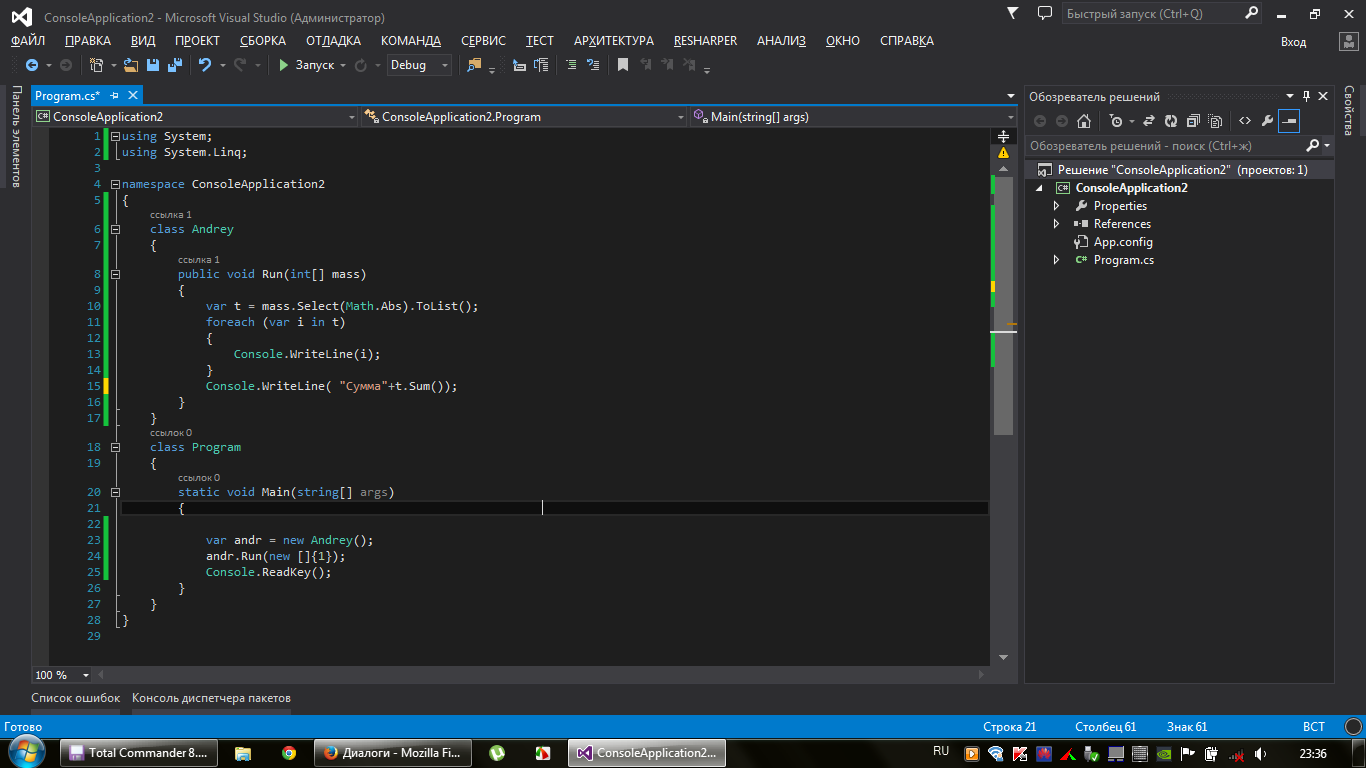 ConsoleApplication2 - Microsoft Visual Studio (Администратор)
Быстрый запуск (Ctrl+Q)
ФАЙЛ ПРАВКА ВИД ПРОЕКТ СБОРКА ОТЛАДКА КОМАНДА СЕРВИС ТЕСТ АРХИТЕКТУРА RESHARPER АНАЛИЗ ОКНО СПРАВКА
Вход
Запуск Debug
Панель элементов
Program.cs*
ConsoleApplication2 ConsoleApplication2.Program Main(string[] args)
1 using System;
2 using System.Linq;
3
4 namespace ConsoleApplication2
5 {
ссылка 1
6 class Andrey
7 {
ссылка 1
8 public void Run(int[] mass)
9 {
10 var t = mass.Select(Math.Abs).ToList();
11 foreach (var i in t)
12 {
13 Console.WriteLine(i);
14 }
15 Console.WriteLine( "Сумма"+t.Sum());
16 }
17 }
ссылок 0
18 class Program
19 {
ссылок 0
20 static void Main(string[] args)
21 {
22
23 var andr = new Andrey();
24 andr.Run(new []{1});
25 Console.ReadKey();
26 }
27 }
28 }
29
100 %
Обозреватель решений
Обозреватель решений - поиск (Ctrl+ж)
Решение "ConsoleApplication2" (проектов: 1)
C# ConsoleApplication2
Properties
References
App.config
C# Program.cs
Свойства
Список ошибок Консоль диспетчера пакетов
Готово Строка 21 Столбец 61 Знак 61 ВСТ
Total Commander 8.... Диалоги - Mozilla Fi... ConsoleApplication2... RU 23:36